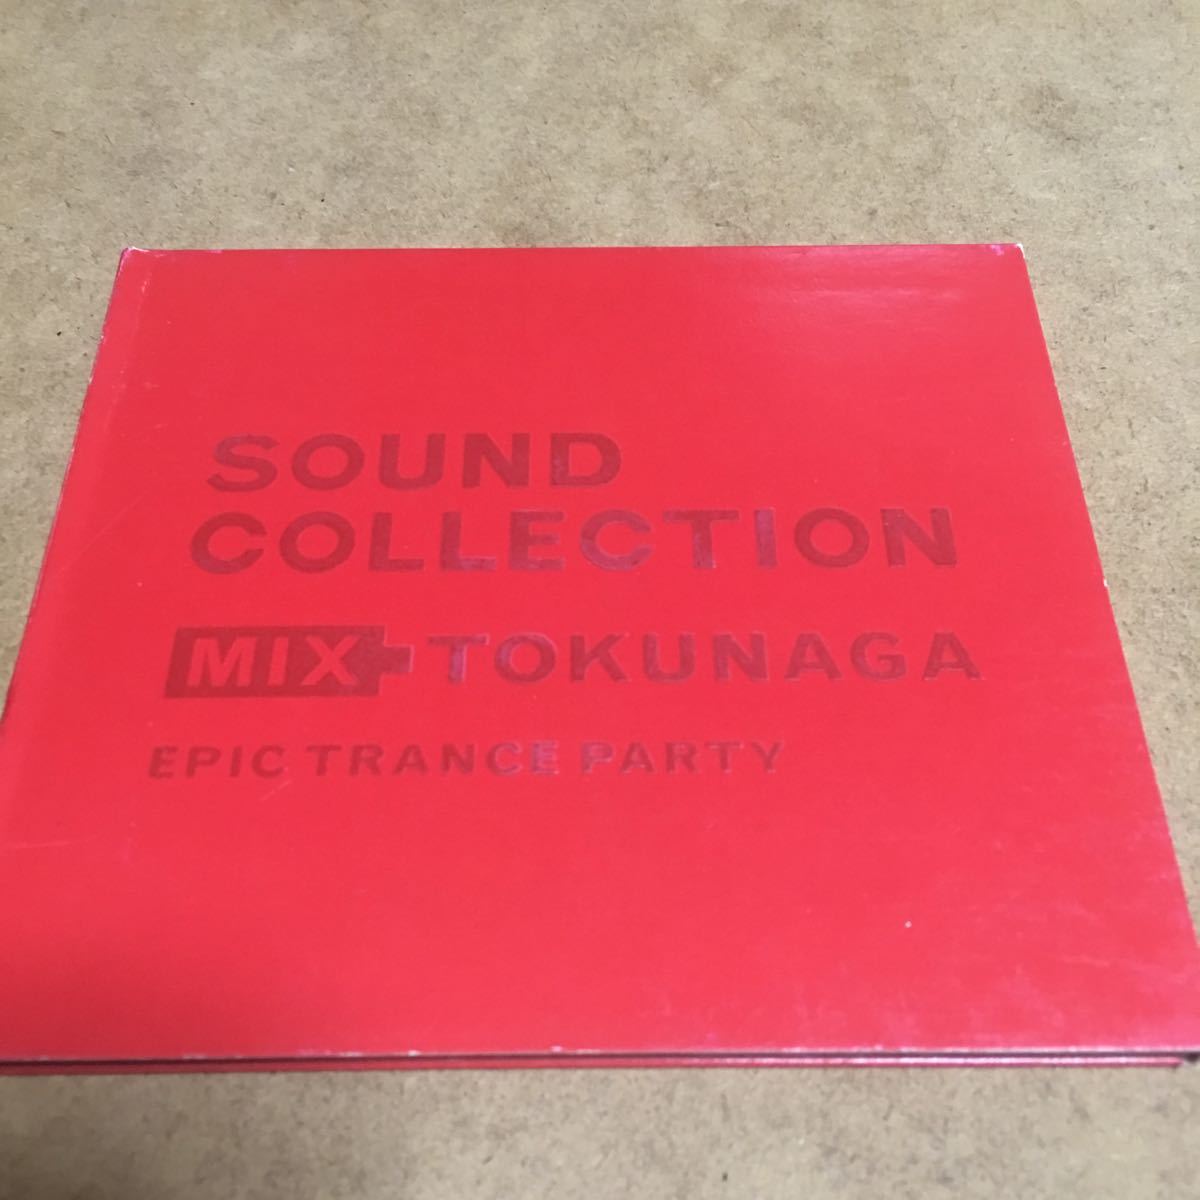 SOUND
COLLECTION
MIX TOKUNAGA
EPIC TRANCE PARTY